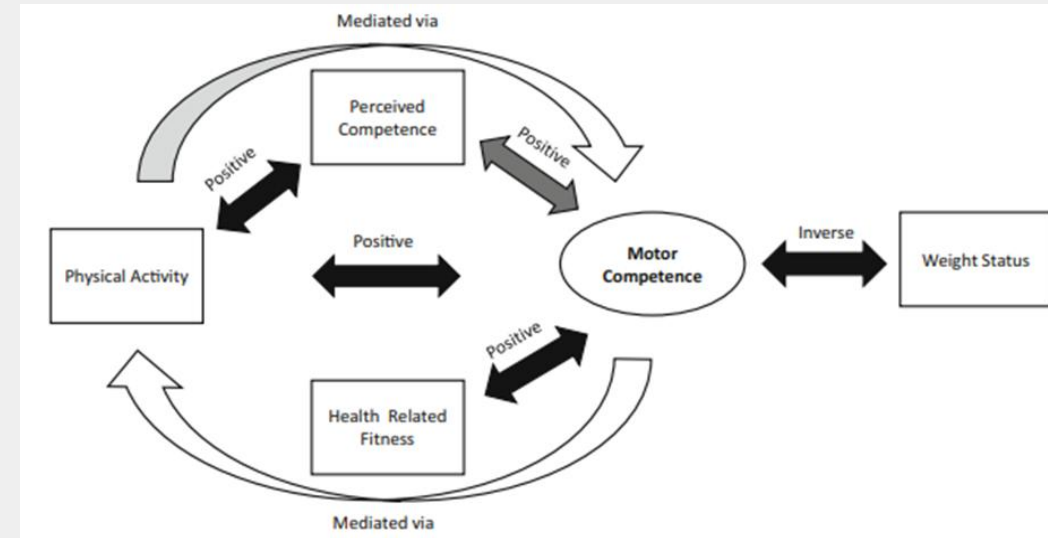 Mediated via
Perceived
Competence
Positive
Positive
Physical Activity
Positive
Motor
Competence
Inverse
Weight Status
Positive
Health Related
Fitness
Mediated via